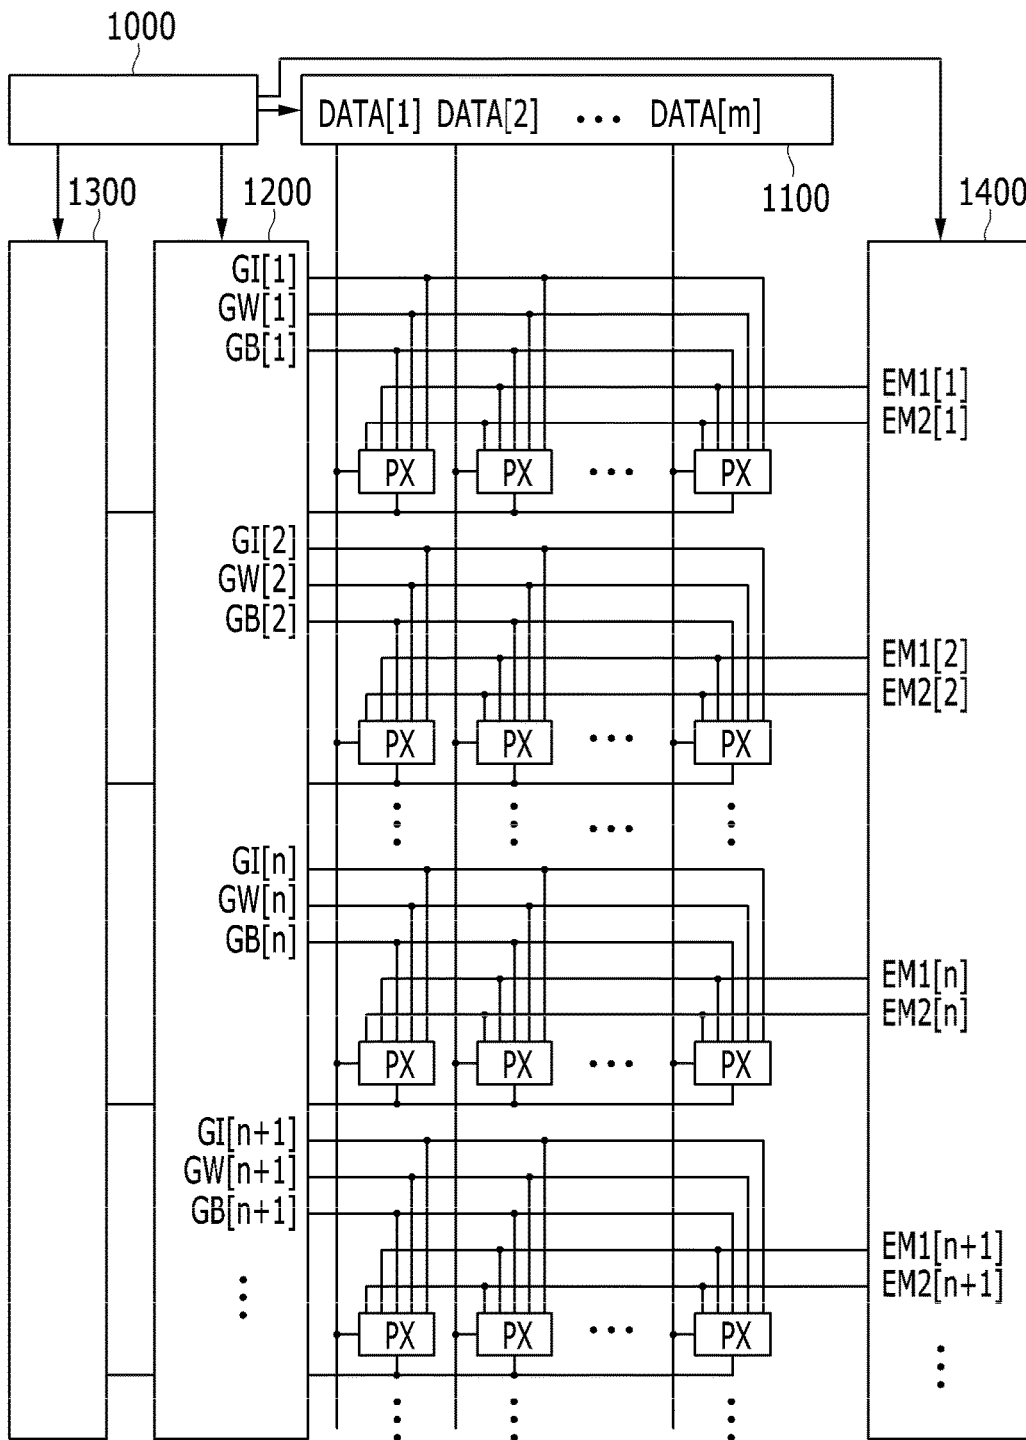 1000
DATA[1] DATA[2] ... DATA[m]
1100
1300
1200
1400
GI[1]
GW[1]
GB[1]
EM1[1]
EM2[1]
PX PX ... PX
GI[2]
GW[2]
GB[2]
EM1[2]
EM2[2]
PX PX ... PX
...
GI[n]
GW[n]
GB[n]
EM1[n]
EM2[n]
PX PX ... PX
GI[n+1]
GW[n+1]
GB[n+1]
EM1[n+1]
EM2[n+1]
PX PX ... PX